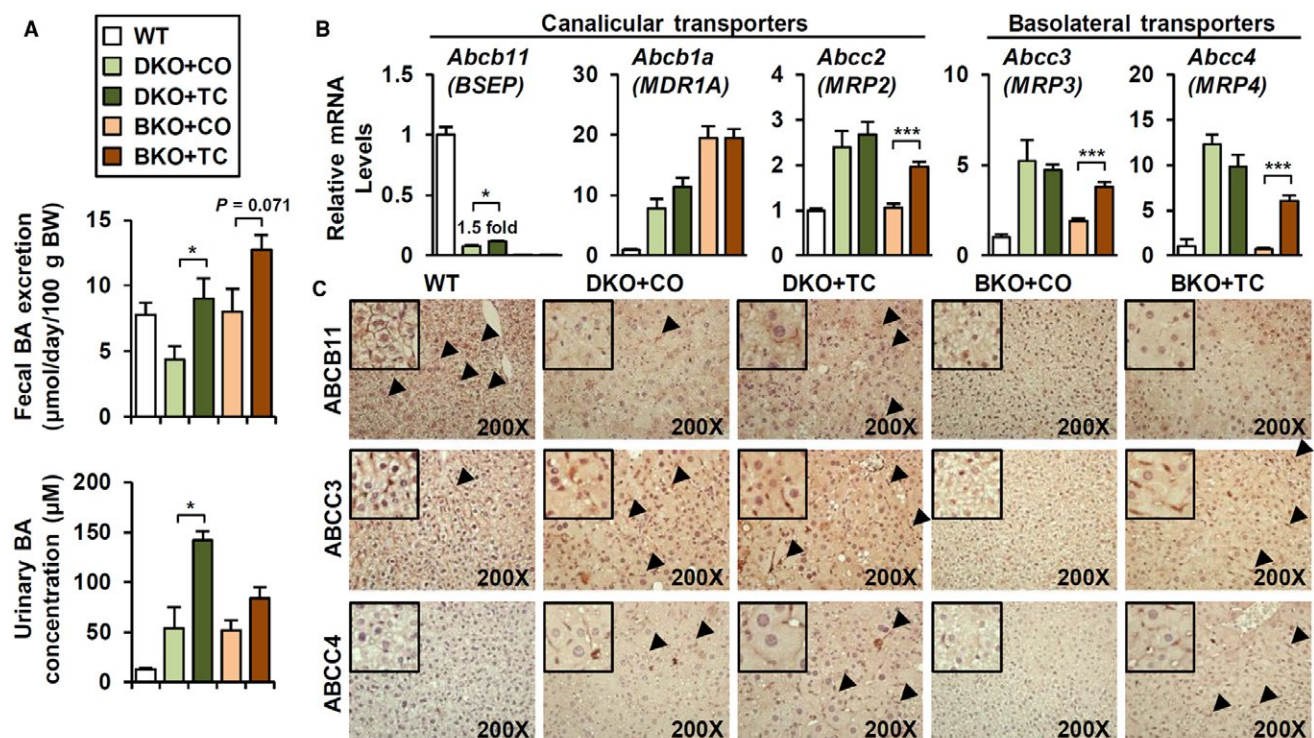 A
WT
DKO+CO
DKO+TC
BKO+CO
BKO+TC
Fecal BA excretion
(µmol/day/100 g BW)
15
10
5
0
*
P = 0.071
Urinary BA
concentration (µM)
200
150
100
50
0
*
B
Canalicular transporters
Basolateral transporters
Relative mRNA
Levels
Abcb11
(BSEP)
1.5
1
0.5
0
*
1.5 fold
Abcb1a
(MDR1A)
30
20
10
0
Abcc2
(MRP2)
4
3
2
1
0
***
Abcc3
(MRP3)
10
5
0
***
Abcc4
(MRP4)
20
15
10
5
0
***
C
WT
DKO+CO
DKO+TC
BKO+CO
BKO+TC
ABCB11
200X
200X
200X
200X
200X
ABCC3
200X
200X
200X
200X
200X
ABCC4
200X
200X
200X
200X
200X